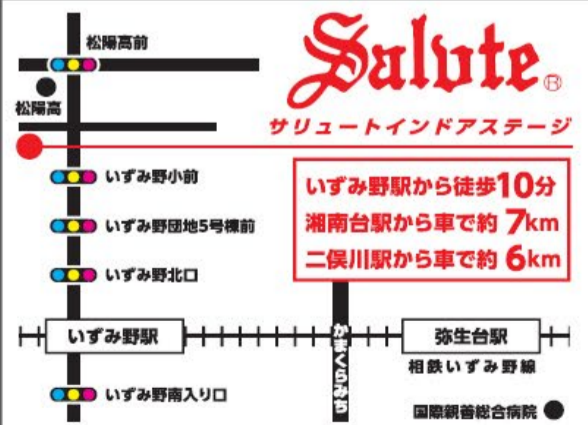 松陽高前
Salute®
松陽高
サリュートインドアステージ
いずみ野小前
いずみ野駅から徒歩10分
湘南台駅から車で約 7km
二俣川駅から車で約 6km
いずみ野団地5号棟前
いずみ野北口
いずみ野駅
かまくらみち
弥生台駅
相鉄いずみ野線
いずみ野南入り口
国際親善総合病院